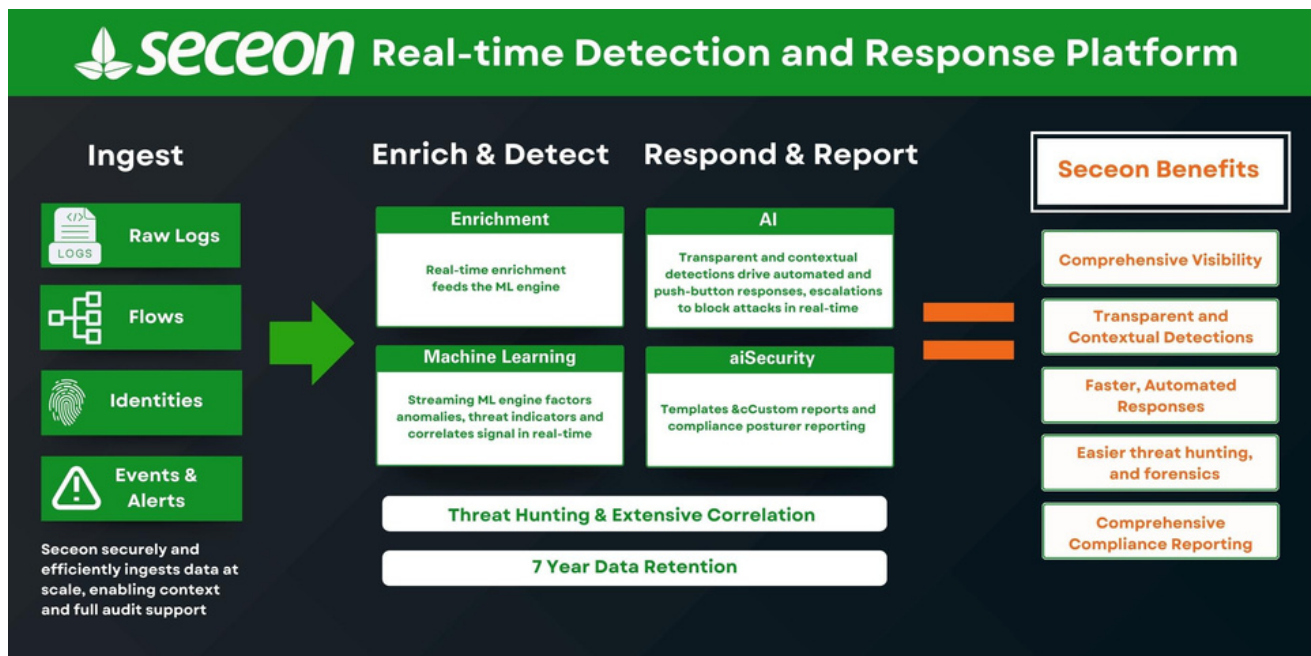 seceon Real-time Detection and Response Platform
Ingest
</>
LOGS
Raw Logs
Flows
Identities
Events &
Alerts
Seceon securely and
efficiently ingests data at
scale, enabling context
and full audit support
Enrich & Detect
Enrichment
Real-time enrichment
feeds the ML engine
Machine Learning
Streaming ML engine factors
anomalies, threat indicators and
correlates signal in real-time
Respond & Report
AI
Transparent and contextual
detections drive automated and
push-button responses, escalations
to block attacks in real-time
aiSecurity
Templates &cCustom reports and
compliance posturer reporting
Threat Hunting & Extensive Correlation
7 Year Data Retention
Seceon Benefits
Comprehensive Visibility
Transparent and
Contextual Detections
Faster, Automated
Responses
Easier threat hunting,
and forensics
Comprehensive
Compliance Reporting